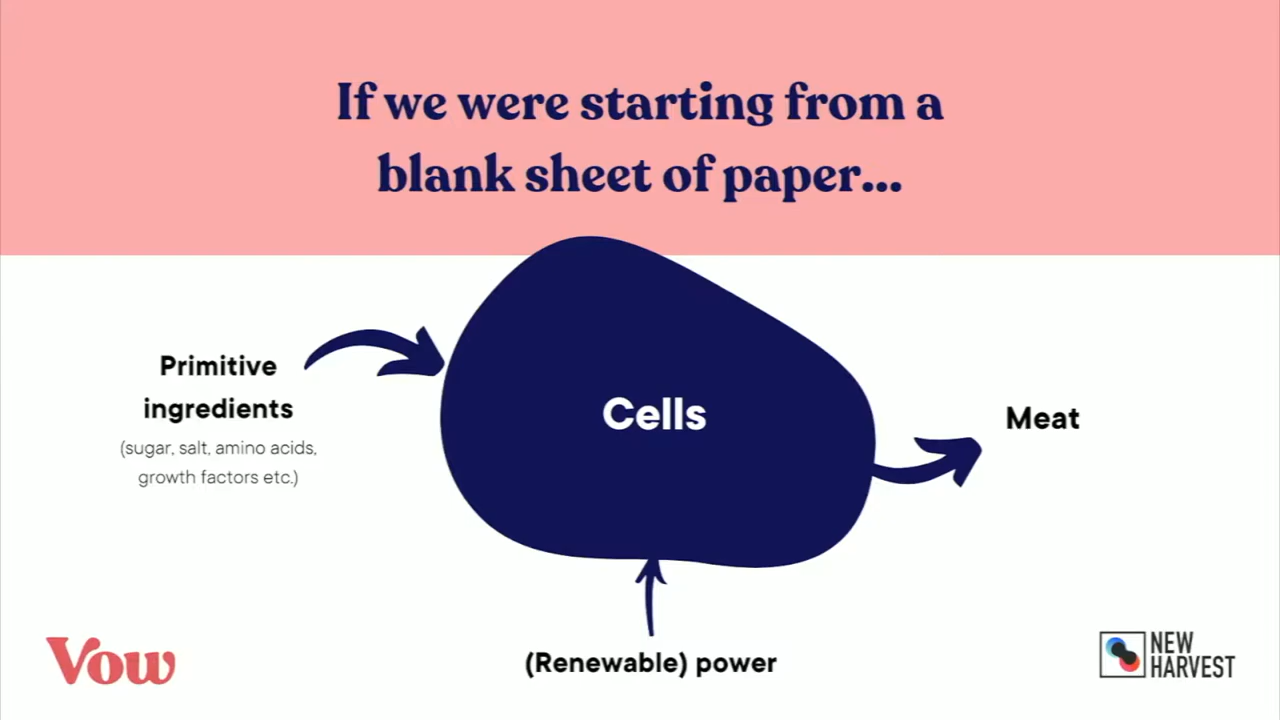 If we were starting from a
blank sheet of paper...
Primitive
ingredients
(sugar, salt, amino acids,
growth factors etc.)
Cells
Meat
(Renewable) power
Vow
NEW
HARVEST